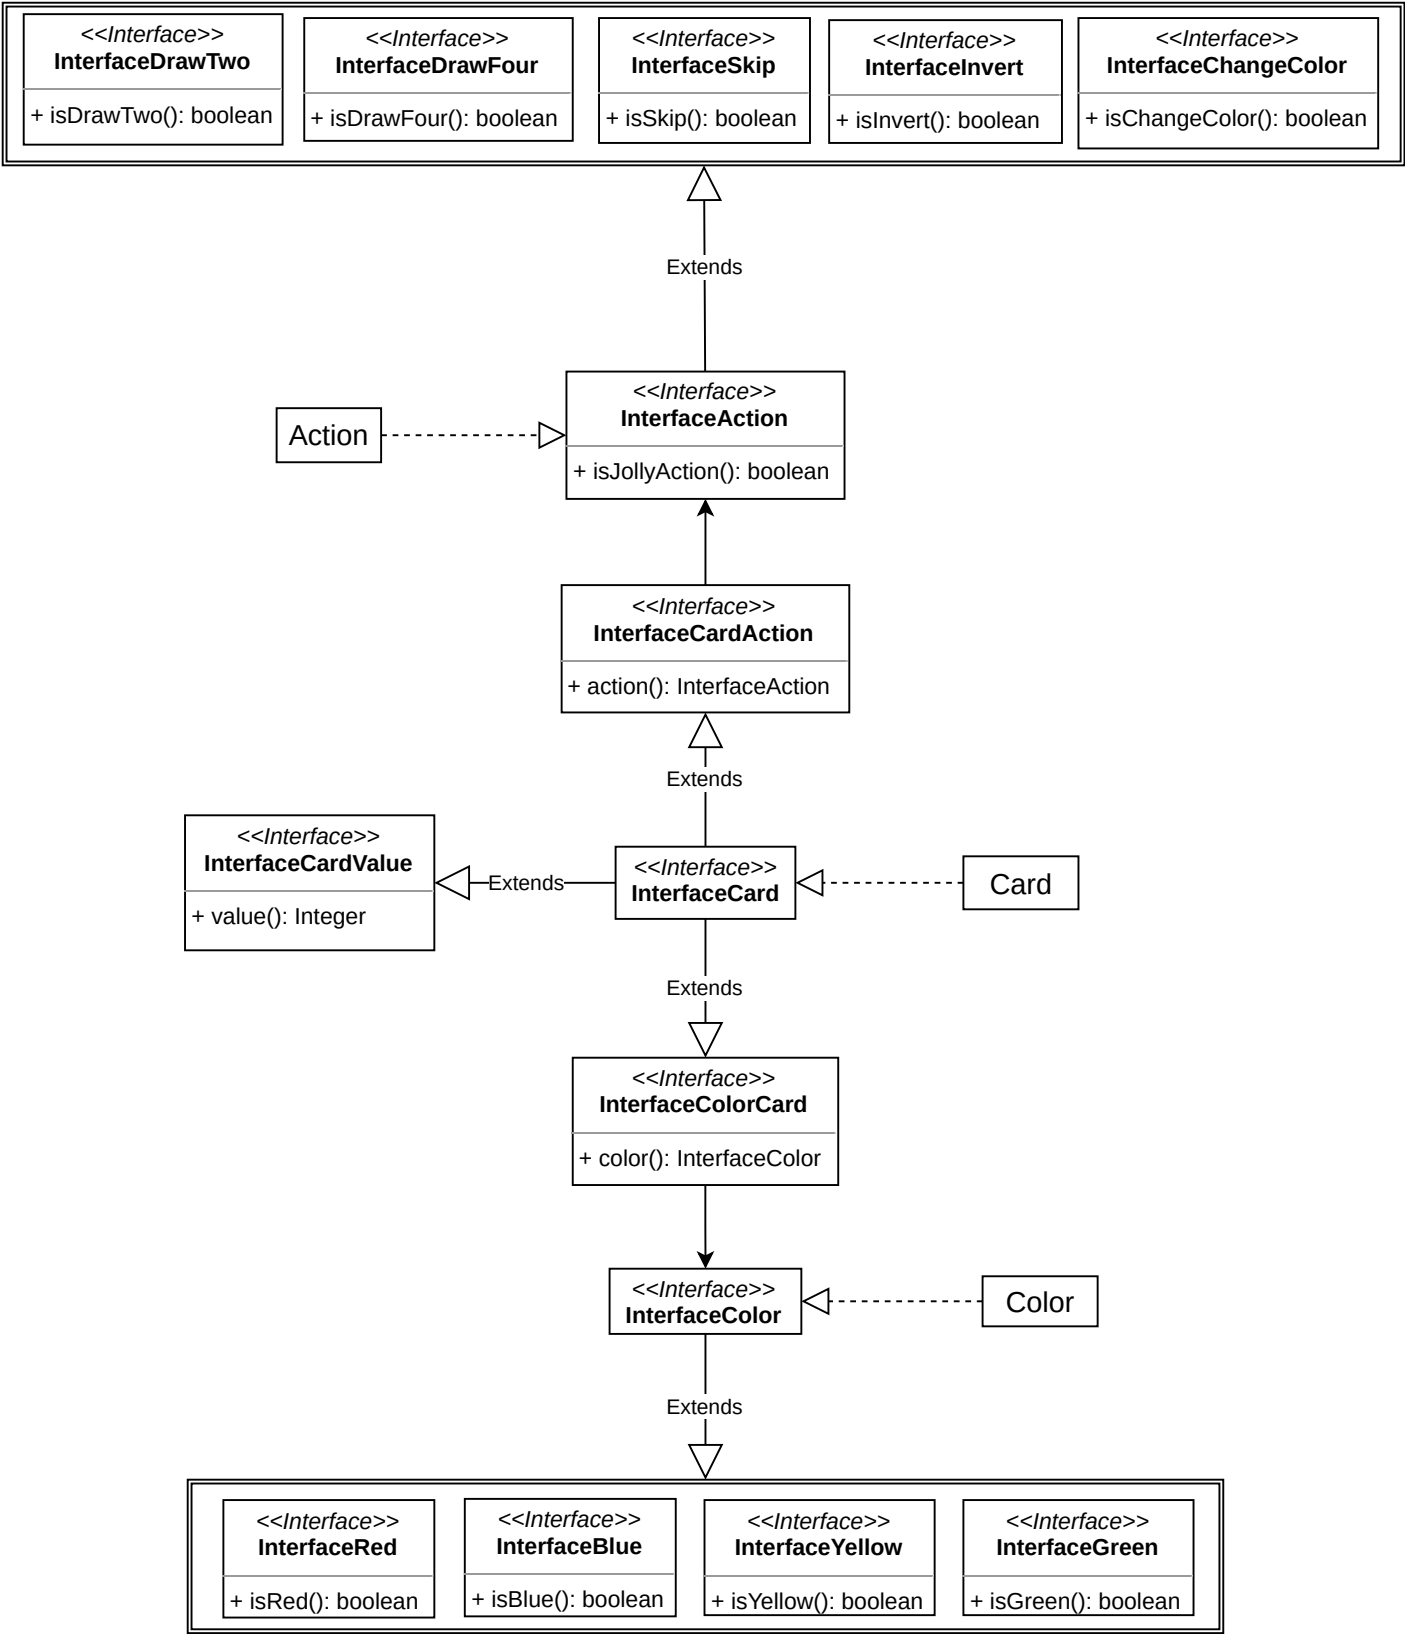 <<Interface>>
InterfaceDrawTwo
+ isDrawTwo(): boolean
<<Interface>>
InterfaceDrawFour
+ isDrawFour(): boolean
<<Interface>>
InterfaceSkip
+ isSkip(): boolean
<<Interface>>
InterfaceInvert
+ isInvert(): boolean
<<Interface>>
InterfaceChangeColor
+ isChangeColor(): boolean
Extends
Action
<<Interface>>
InterfaceAction
+ isJollyAction(): boolean
<<Interface>>
InterfaceCardAction
+ action(): InterfaceAction
Extends
<<Interface>>
InterfaceCardValue
+ value(): Integer
Extends
<<Interface>>
InterfaceCard
Card
Extends
<<Interface>>
InterfaceColorCard
+ color(): InterfaceColor
<<Interface>>
InterfaceColor
Color
Extends
<<Interface>>
InterfaceRed
+ isRed(): boolean
<<Interface>>
InterfaceBlue
+ isBlue(): boolean
<<Interface>>
InterfaceYellow
+ isYellow(): boolean
<<Interface>>
InterfaceGreen
+ isGreen(): boolean